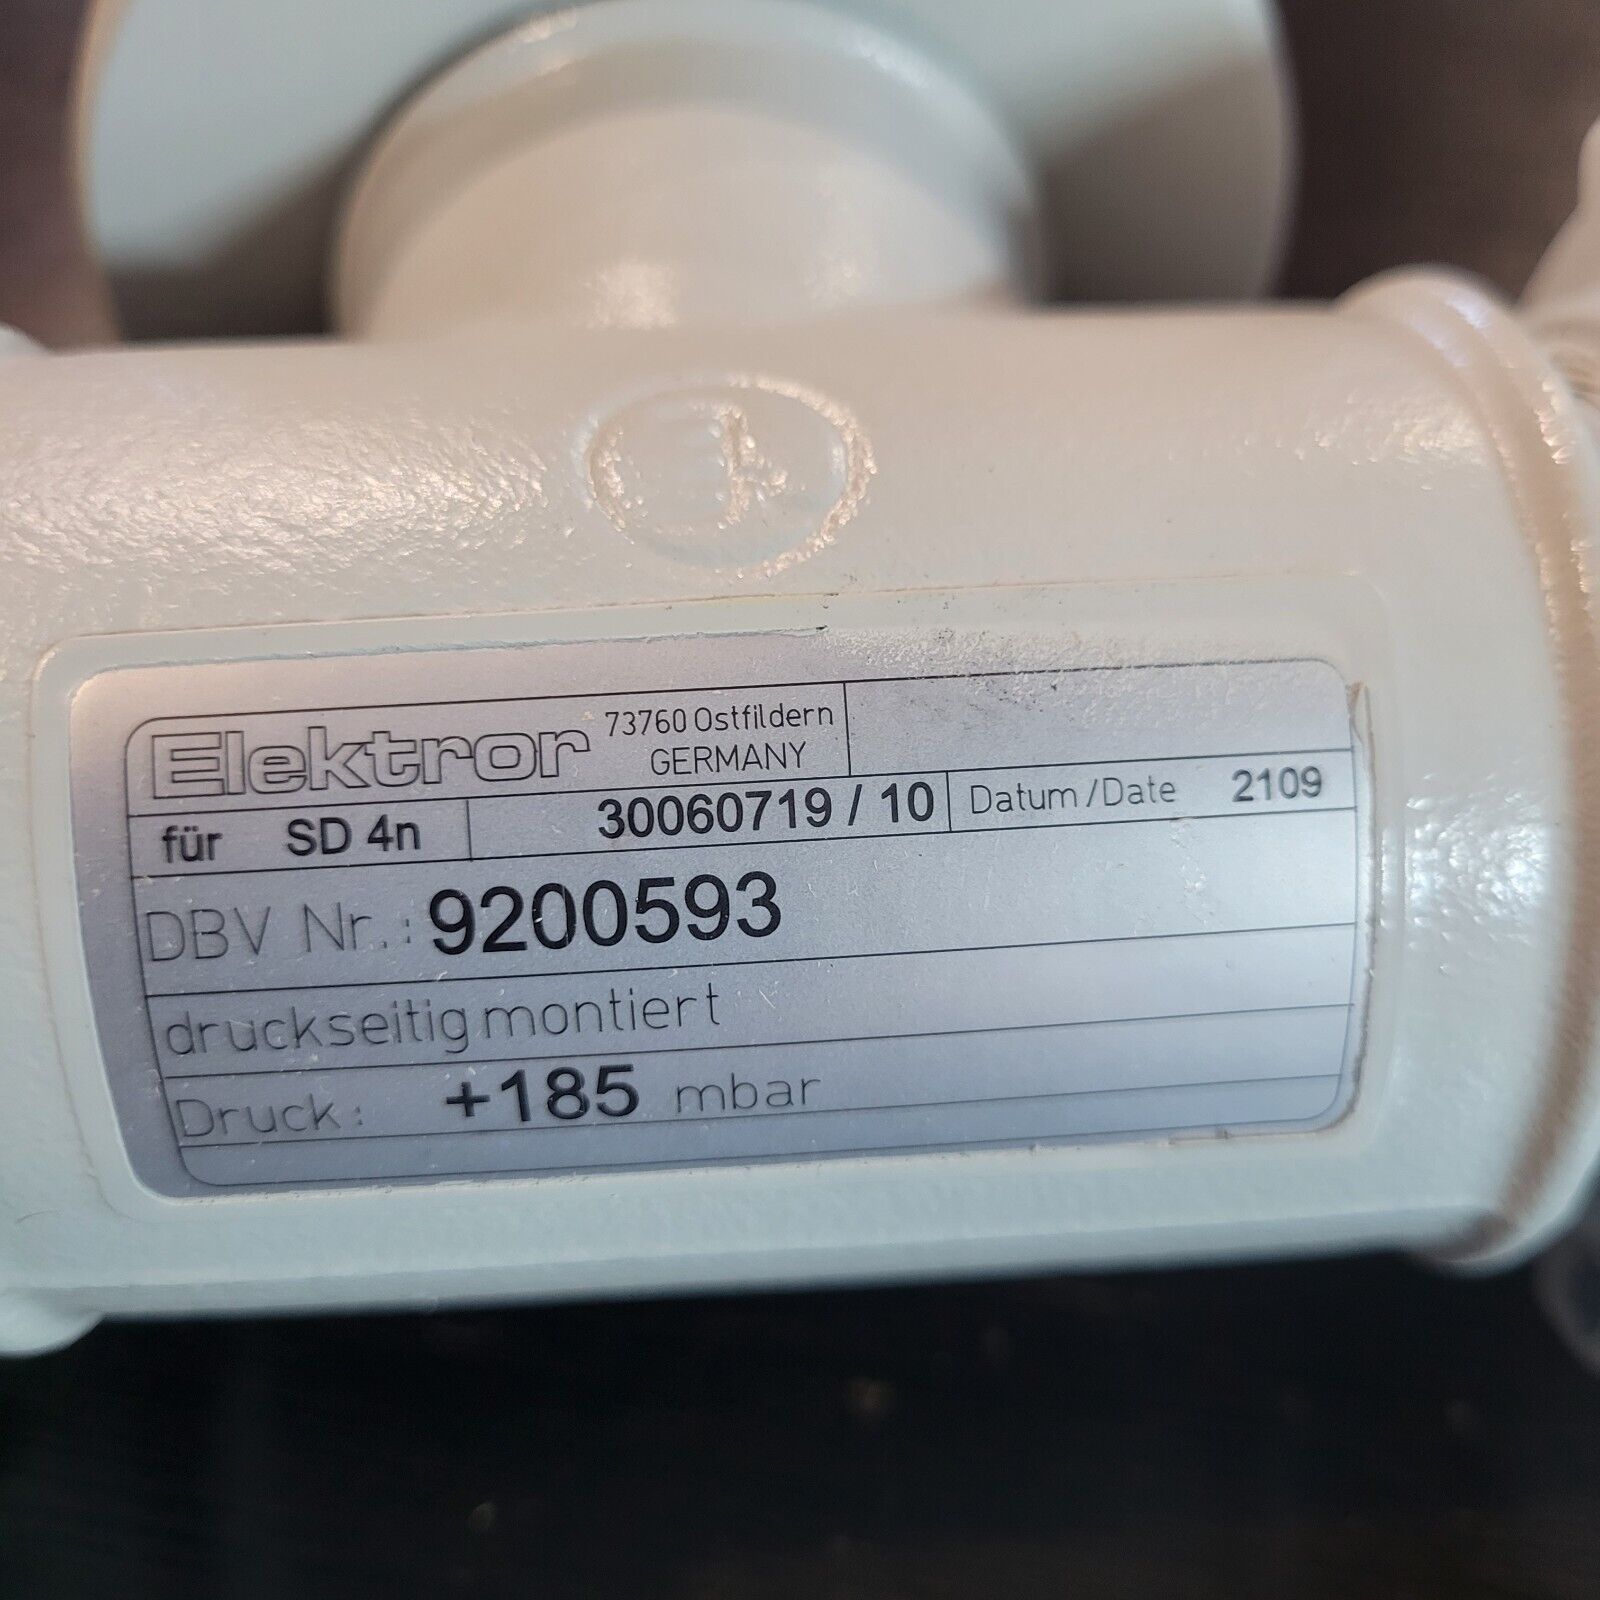 Elektror 73760 Ostfildern
GERMANY
für SD 4n 30060719 / 10 Datum /Date 2109
DBV Nr.: 9200593
druckseitig montiert
Druck: +185 mbar